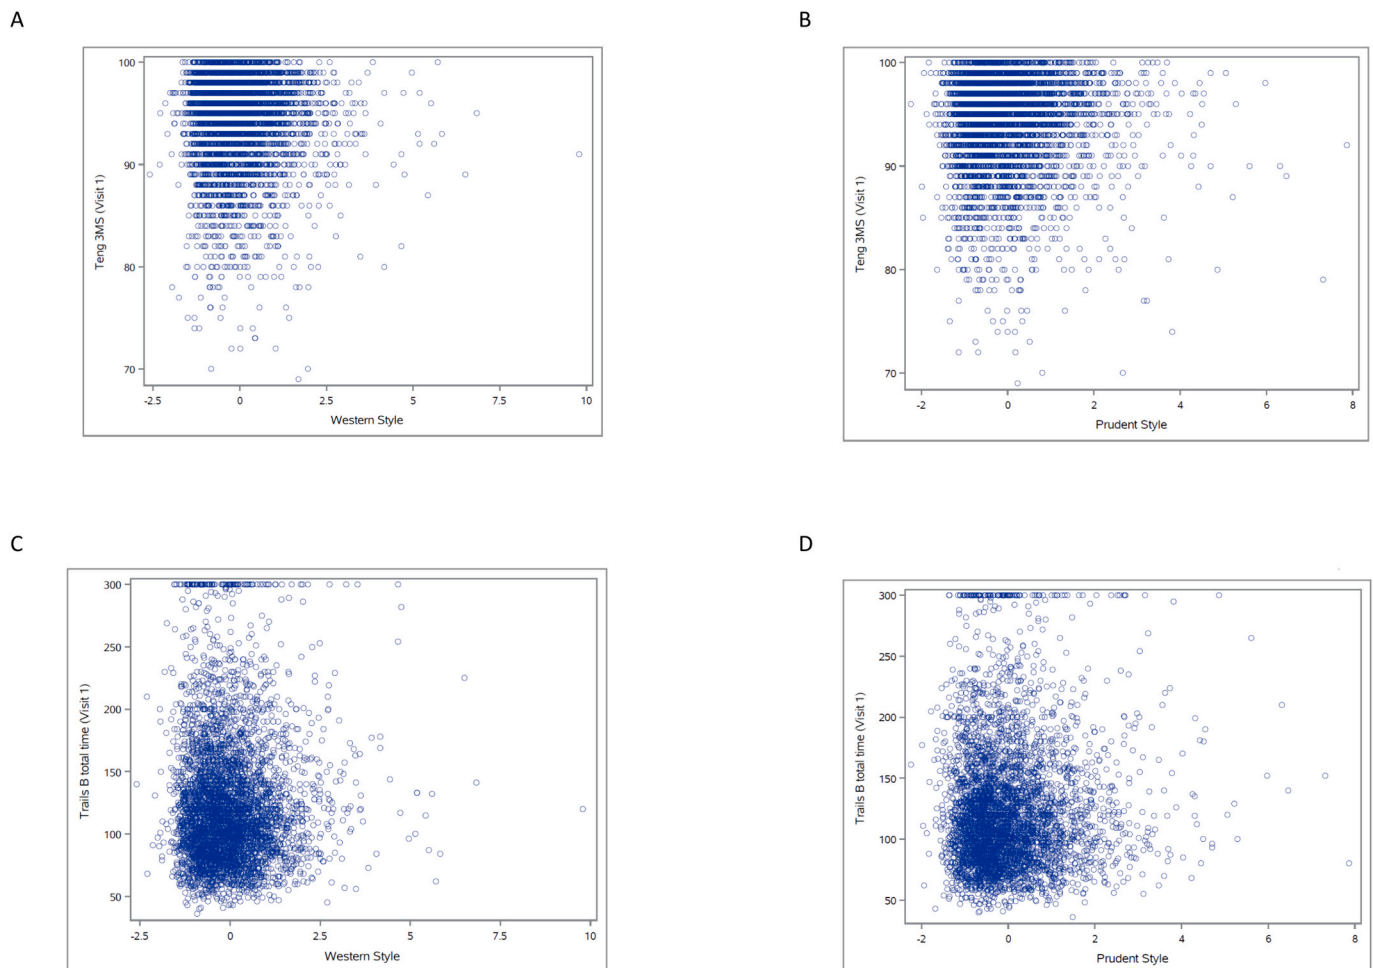 A
B
100
90
80
70
Teng 3MS (Visit 1)
-2.5 0 2.5 5 7.5 10
Western Style
100
90
80
70
Teng 3MS (Visit 1)
-2 0 2 4 6 8
Prudent Style
C
D
300
250
200
150
100
50
Trails B total time (Visit 1)
-2.5 0 2.5 5 7.5 10
Western Style
300
250
200
150
100
50
Trails B total time (Visit 1)
-2 0 2 4 6 8
Prudent Style